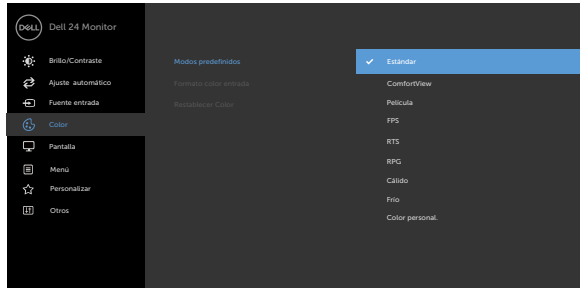 DELL
Dell 24 Monitor
Brillo/Contraste
Ajuste automático
Fuente entrada
Color
Pantalla
Menú
Personalizar
Otros
Modos predefinidos
Formato color entrada
Restablecer Color
Estándar
ComfortView
Película
FPS
RTS
RPG
Cálido
Frío
Color personal.